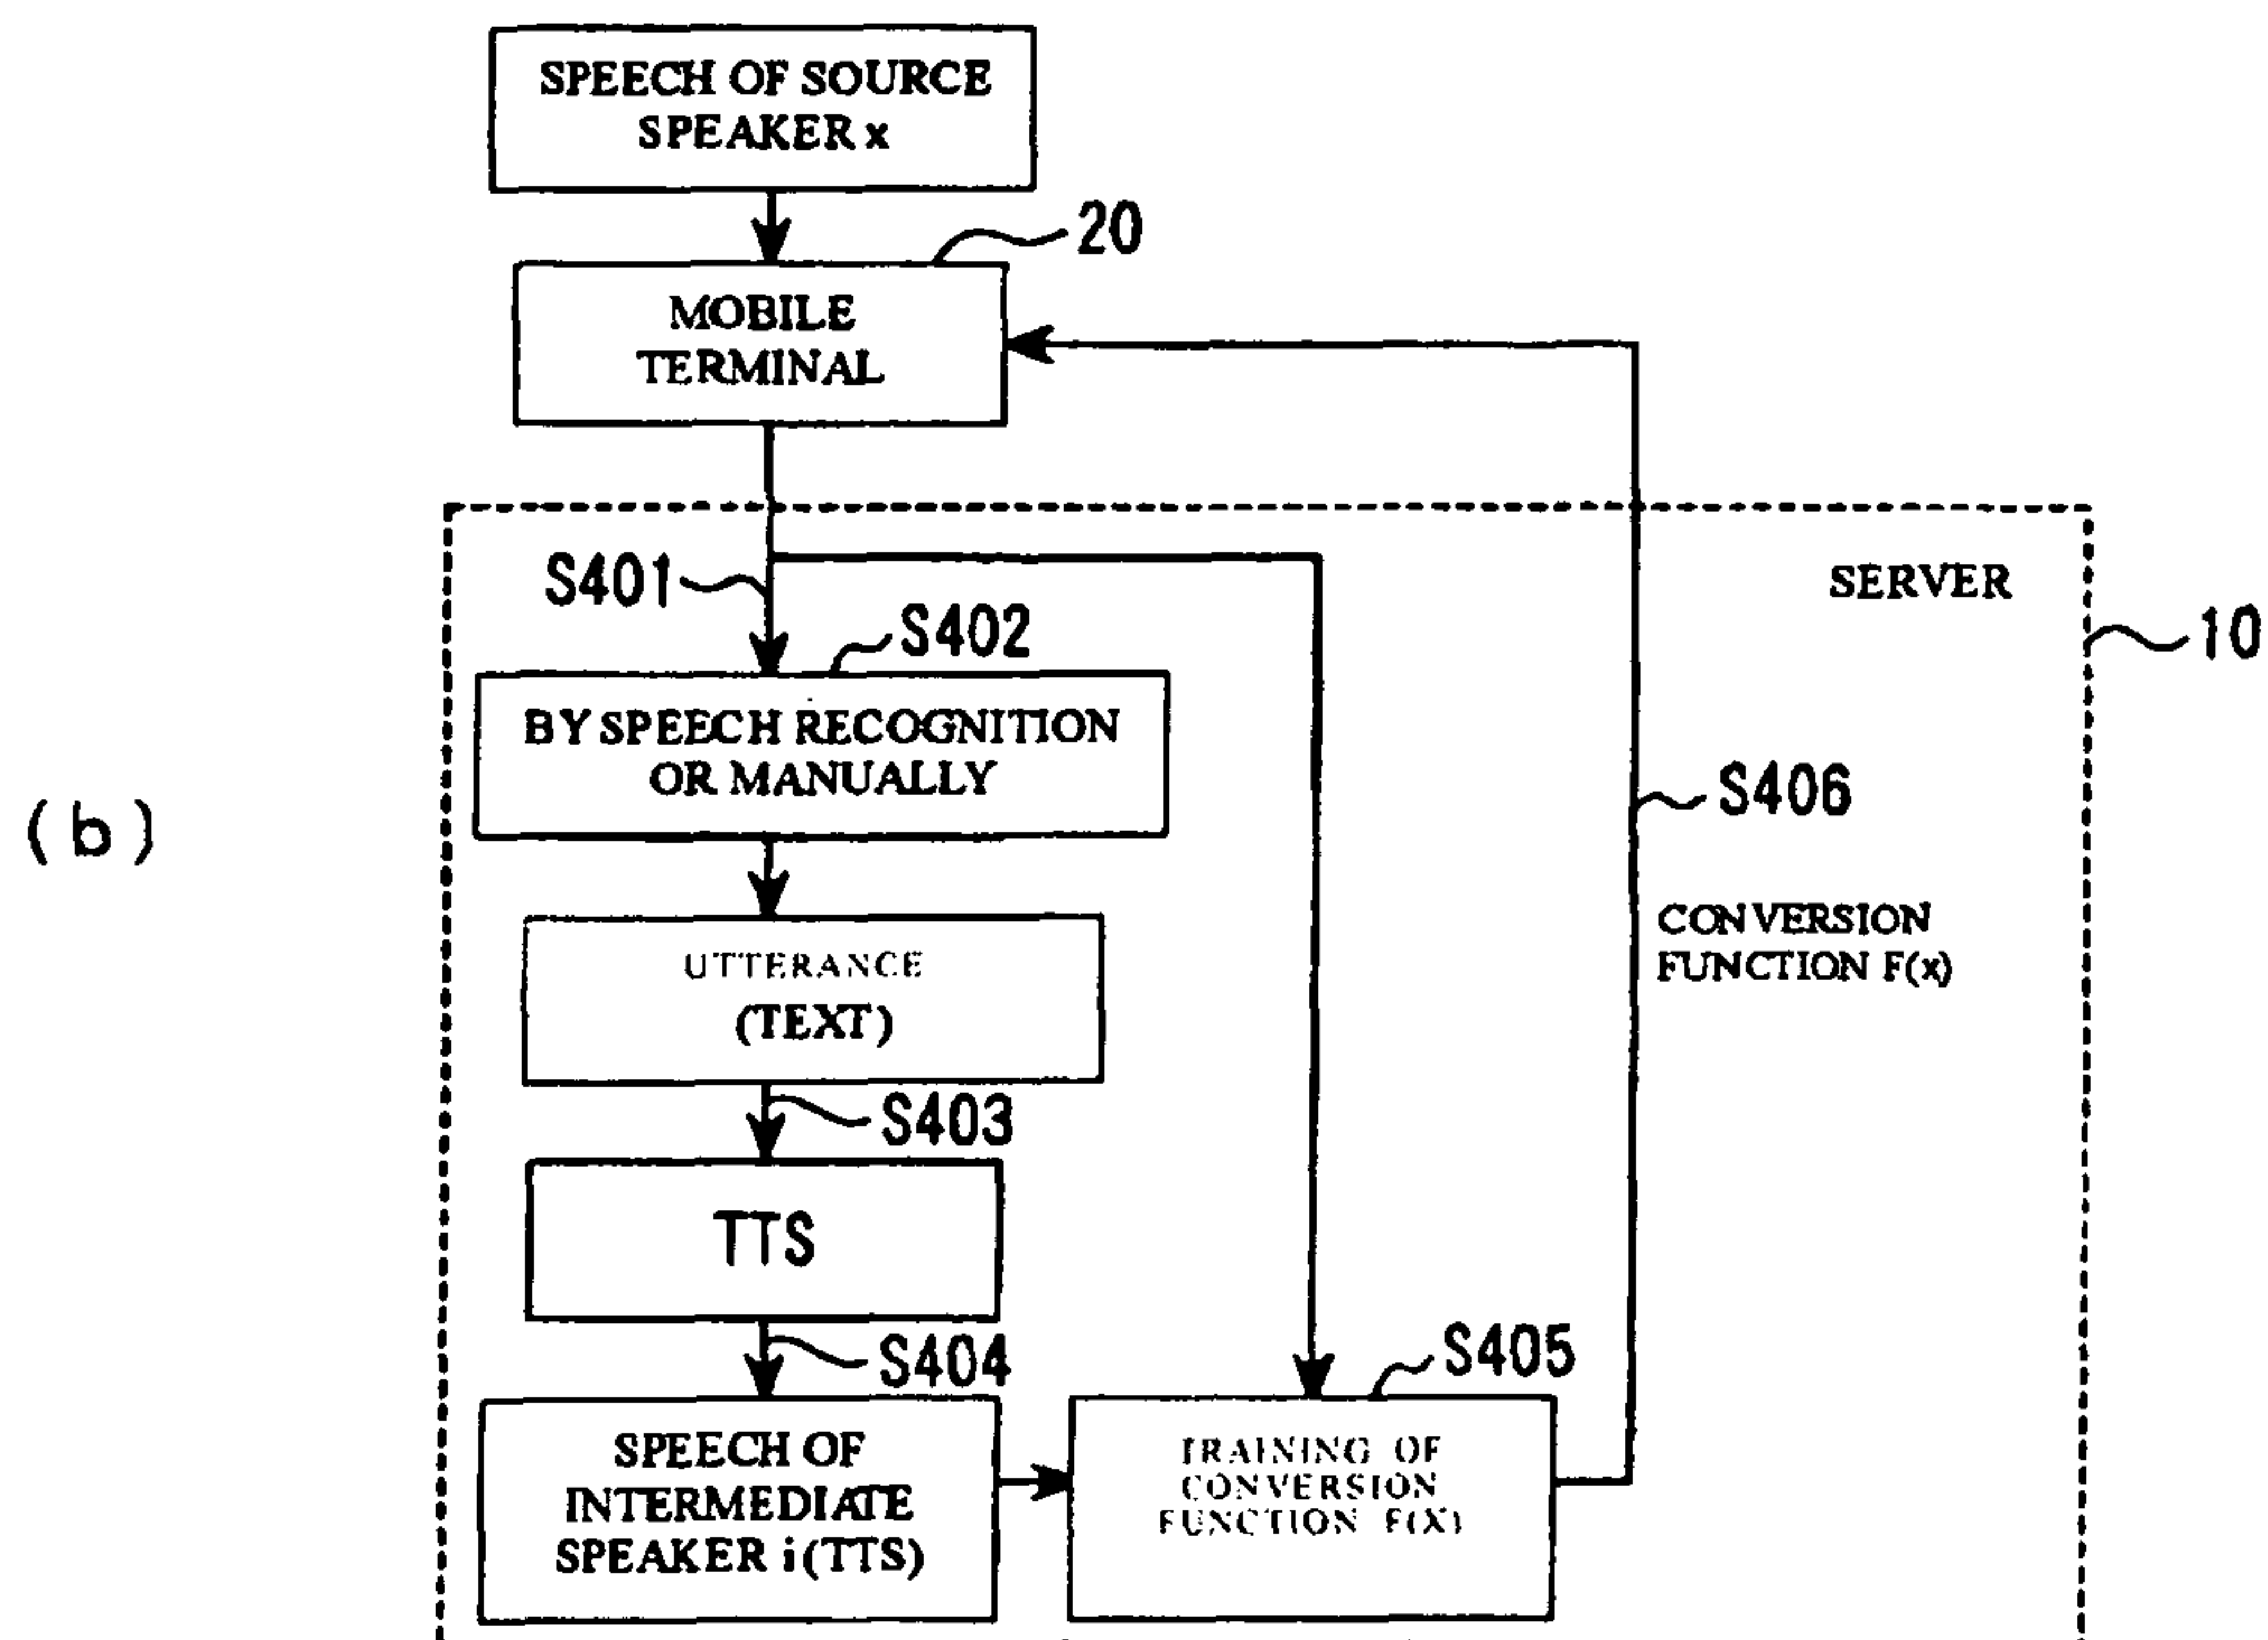 SPEECH OF SOURCE
SPEAKER x
20
MOBILE
TERMINAL
S401
SERVER
10
S402
BY SPEECH RECOGNITION
OR MANUALLY
S406
(b)
CONVERSION
FUNCTION F(x)
UTTERANCE
(TEXT)
S403
TTS
S404
S405
SPEECH OF
INTERMEDIATE
SPEAKER i(TTS)
TRAINING OF
CONVERSION
FUNCTION F(X)